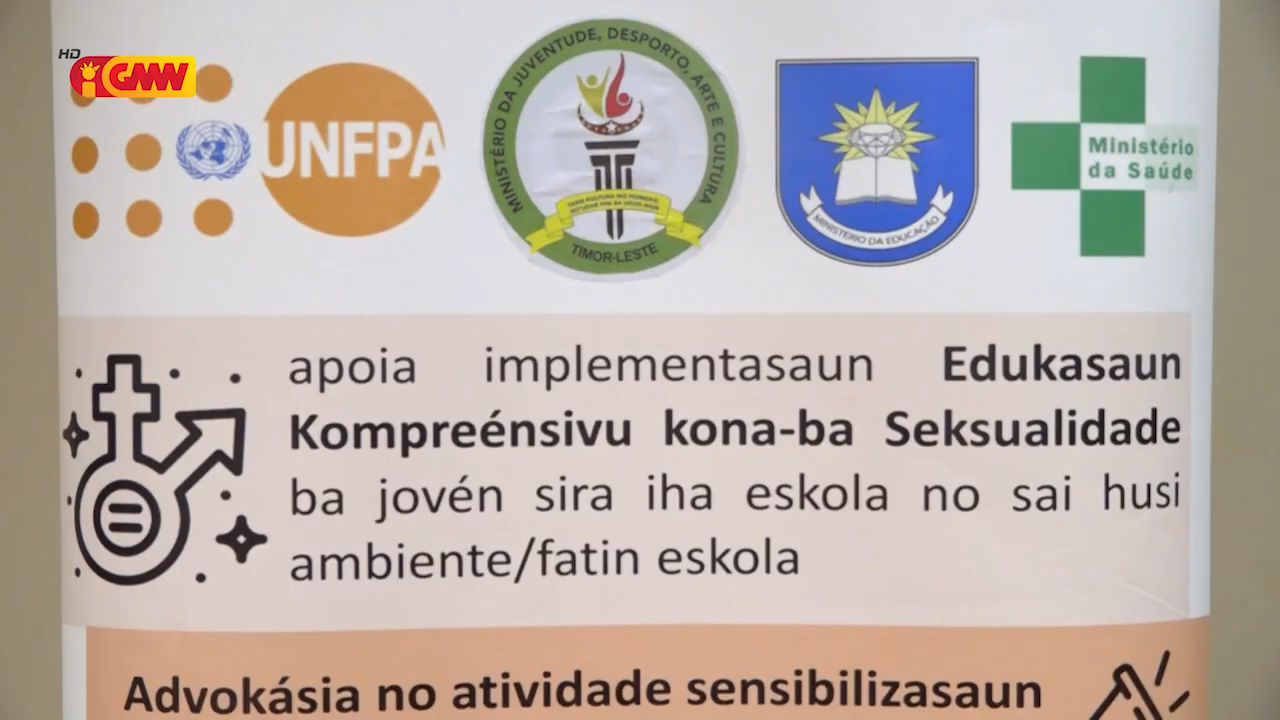 HD
GMN
UNFPA
MINISTÉRIO DA JUVENTUDE, DESPORTO, ARTE E CULTURA
TIMOR-LESTE
MINISTÉRIO DA EDUCAÇÃO
Ministério
da Saúde
apoia implementasaun Edukasaun
Kompreénsivu kona-ba Seksualidade
ba jovén sira iha eskola no sai husi
ambiente/fatin eskola
Advokásia no atividade sensibilizasaun